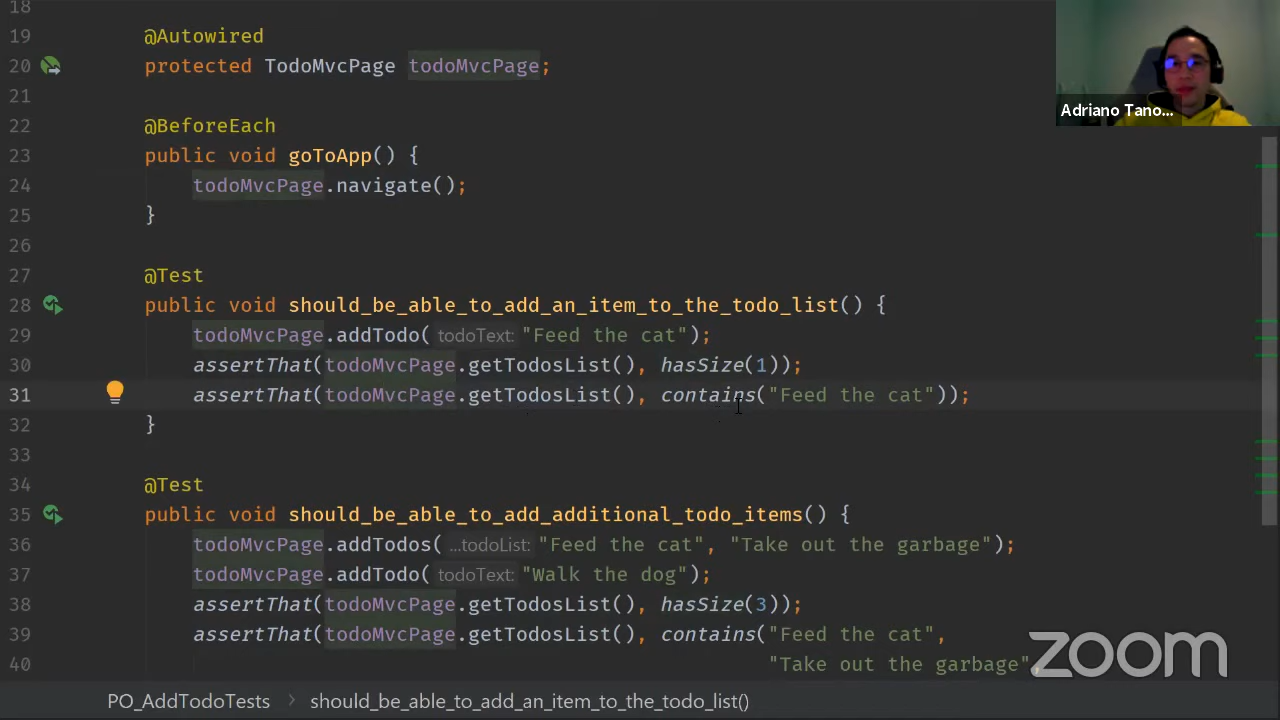 18
19 @Autowired
20 protected TodoMvcPage todoMvcPage;
21
22 @BeforeEach
23 public void goToApp() {
24 todoMvcPage.navigate();
25 }
26
27 @Test
28 public void should_be_able_to_add_an_item_to_the_todo_list() {
29 todoMvcPage.addTodo( todoText: "Feed the cat");
30 assertThat(todoMvcPage.getTodosList(), hasSize(1));
31 assertThat(todoMvcPage.getTodosList(), contains("Feed the cat"));
32 }
33
34 @Test
35 public void should_be_able_to_add_additional_todo_items() {
36 todoMvcPage.addTodos( ...todoList: "Feed the cat", "Take out the garbage");
37 todoMvcPage.addTodo( todoText: "Walk the dog");
38 assertThat(todoMvcPage.getTodosList(), hasSize(3));
39 assertThat(todoMvcPage.getTodosList(), contains("Feed the cat",
40 "Take out the garbage",
PO_AddTodoTests › should_be_able_to_add_an_item_to_the_todo_list()
Adriano Tano...
zoom